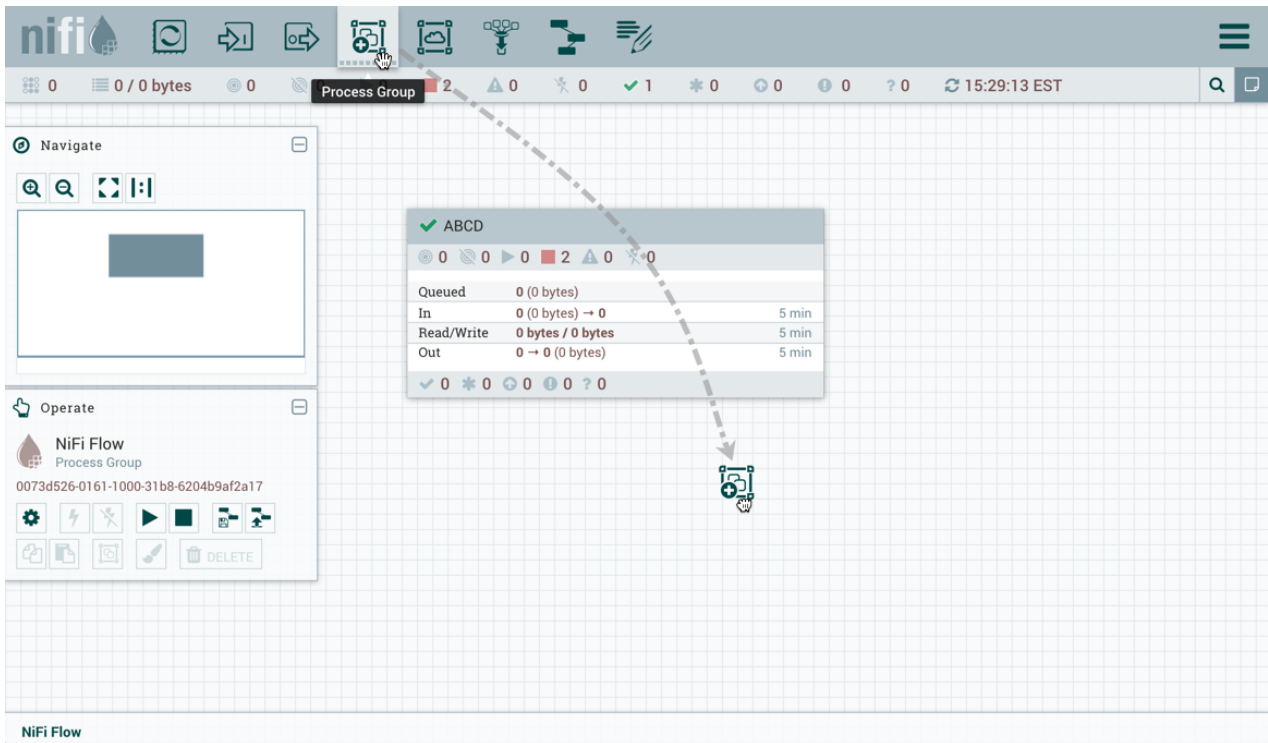 nifi
0 0 / 0 bytes 0 2 0 0 1 0 0 0 ? 0 15:29:13 EST
Process Group
Navigate
ABCD
0 0 0 2 0 0
Queued 0 (0 bytes)
In 0 (0 bytes) → 0 5 min
Read/Write 0 bytes / 0 bytes 5 min
Out 0 → 0 (0 bytes) 5 min
0 0 0 0 ? 0
Operate
NiFi Flow
Process Group
0073d526-0161-1000-31b8-6204b9af2a17
DELETE
NiFi Flow